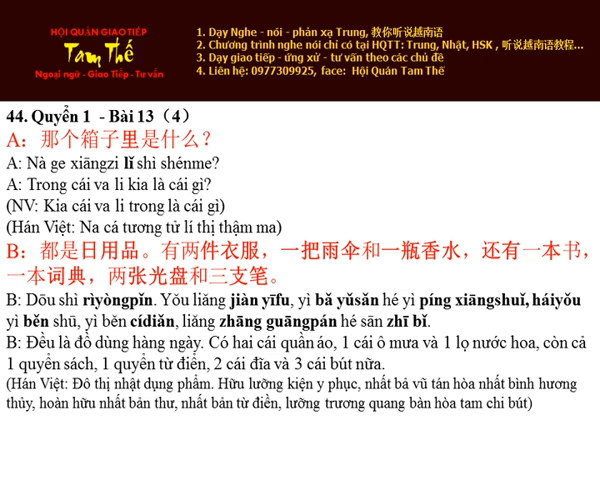 HỘI QUÁN GIAO TIẾP
Tam Thế
Ngoại ngữ - Giao Tiếp - Tư vấn
1. Dạy Nghe - nói - phản xạ Trung, 教你听说越南语
2. Chương trình nghe nói chỉ có tại HQTT: Trung, Nhật, HSK , 听说越南语教程...
3. Dạy giao tiếp - ứng xử - tư vấn theo các chủ đề
4. Liên hệ: 0977309925, face: Hội Quán Tam Thế
44. Quyển 1 - Bài 13（4）
A：那个箱子里是什么？
A: Nà ge xiāngzi lǐ shì shénme?
A: Trong cái va li kia là cái gì?
(NV: Kia cái va li trong là cái gì)
(Hán Việt: Na cá tương tử lí thị thậm ma)
B：都是日用品。有两件衣服，一把雨伞和一瓶香水，还有一本书，
一本词典，两张光盘和三支笔。
B: Dōu shì rìyòngpǐn. Yǒu liǎng jiàn yīfu, yì bǎ yǔsǎn hé yì píng xiāngshuǐ, háiyǒu
yì běn shū, yì běn cídiǎn, liǎng zhāng guāngpán hé sān zhī bǐ.
B: Đều là đồ dùng hàng ngày. Có hai cái quần áo, 1 cái ô mưa và 1 lọ nước hoa, còn cả
1 quyển sách, 1 quyển từ điển, 2 cái đĩa và 3 cái bút nữa.
(Hán Việt: Đô thị nhật dụng phẩm. Hữu lưỡng kiện y phục, nhất bả vũ tán hòa nhất bình hương
thủy, hoàn hữu nhất bản thư, nhất bản từ điển, lưỡng trương quang bàn hòa tam chi bút)